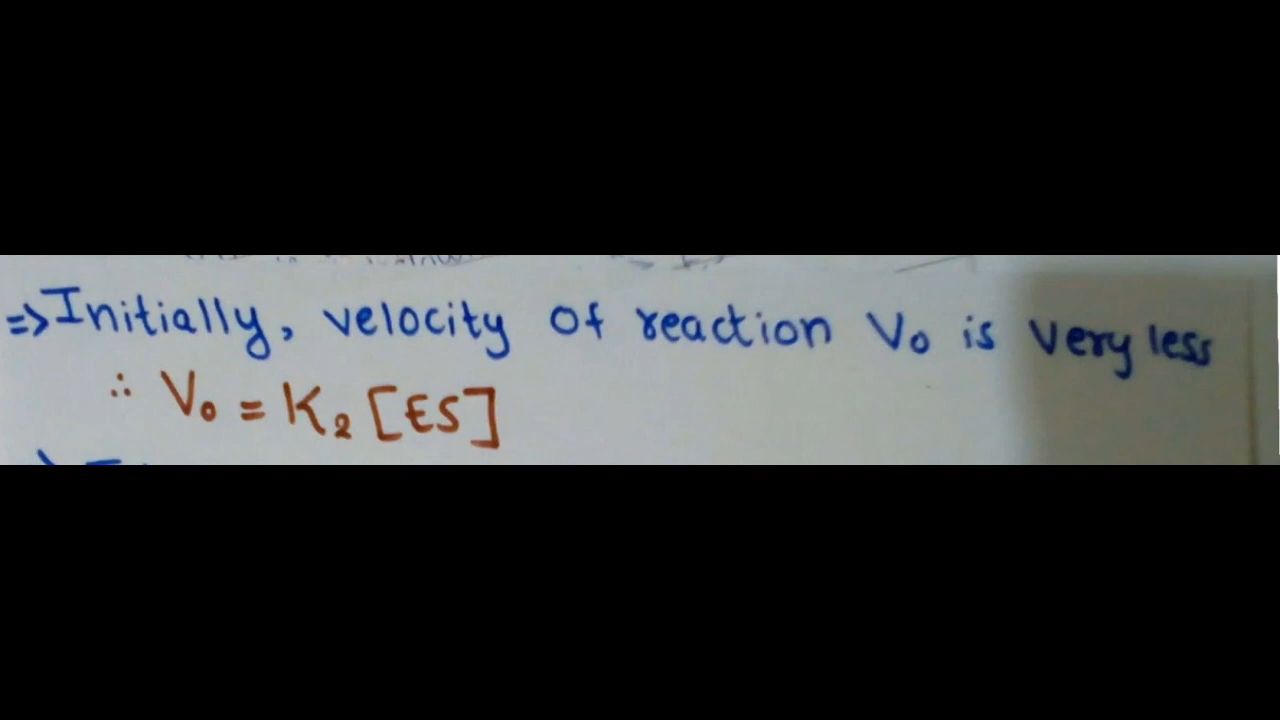 => Initially, velocity of reaction V₀ is very less
∴ V₀ = K₂ [ES]